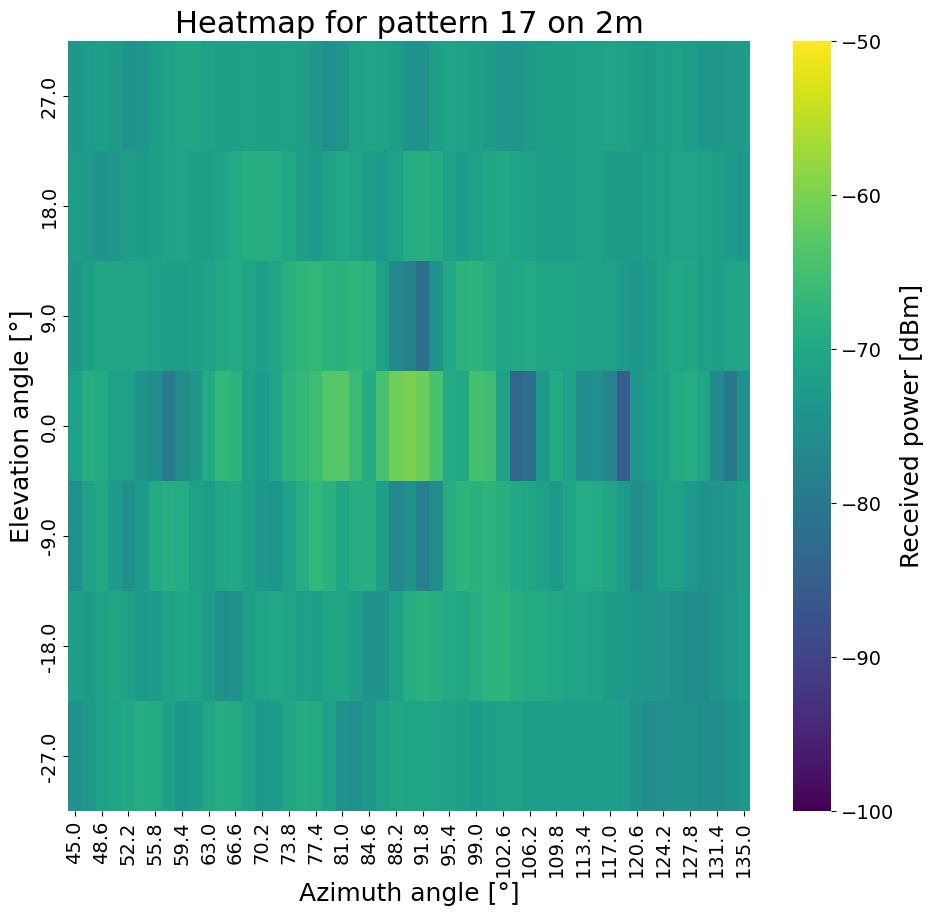 Heatmap for pattern 17 on 2m
27.0
18.0
9.0
0.0
-9.0
-18.0
-27.0
Elevation angle [°]
45.0 48.6 52.2 55.8 59.4 63.0 66.6 70.2 73.8 77.4 81.0 84.6 88.2 91.8 95.4 99.0 102.6 106.2 109.8 113.4 117.0 120.6 124.2 127.8 131.4 135.0
Azimuth angle [°]
−50
−60
−70
−80
−90
−100
Received power [dBm]